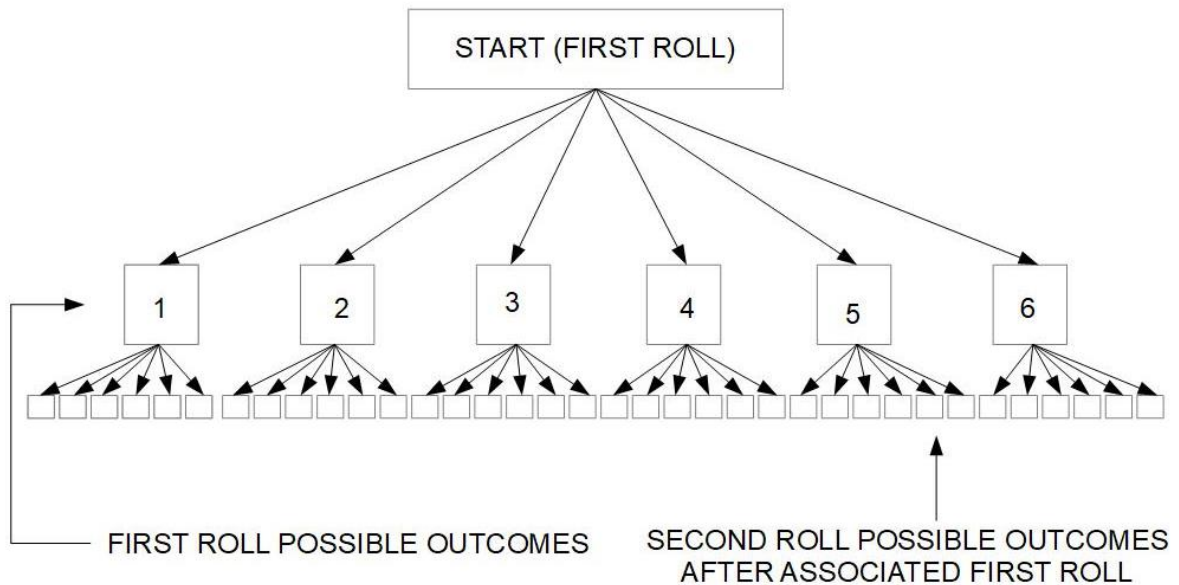 START (FIRST ROLL)
1
2
3
4
5
6
FIRST ROLL POSSIBLE OUTCOMES
SECOND ROLL POSSIBLE OUTCOMES
AFTER ASSOCIATED FIRST ROLL